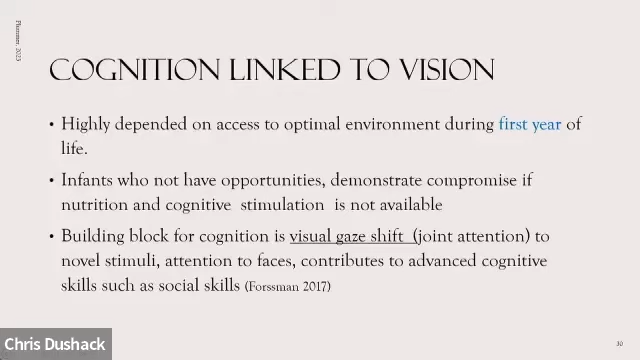 Plummer 2023
COGNITION LINKED TO VISION
• Highly depended on access to optimal environment during first year of
life.
• Infants who not have opportunities, demonstrate compromise if
nutrition and cognitive stimulation is not available
• Building block for cognition is visual gaze shift (joint attention) to
novel stimuli, attention to faces, contributes to advanced cognitive
skills such as social skills (Forssman 2017)
Chris Dushack
30